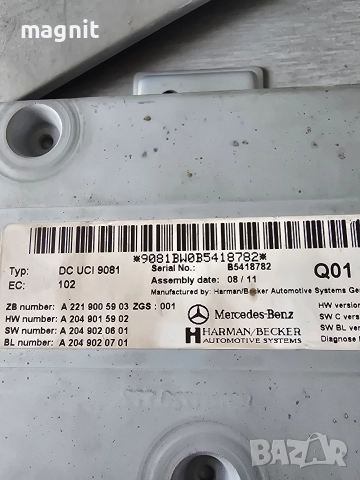 magnit
*9081BW0B5418782*
Typ: DC UCI 9081 Serial No.: B5418782 Q01
EC: 102 Assembly date: 08 / 11
Manufactured by: Harman/Becker Automotive Systems
ZB number: A 221 900 59 03 ZGS : 001 HW version
HW number: A 204 901 59 02 Mercedes-Benz SW C versi
SW number: A 204 902 06 01 HARMAN/BECKER SW BL ver
BL number: A 204 902 07 01 AUTOMOTIVE SYSTEMS Diagnose
BAZAR
bg